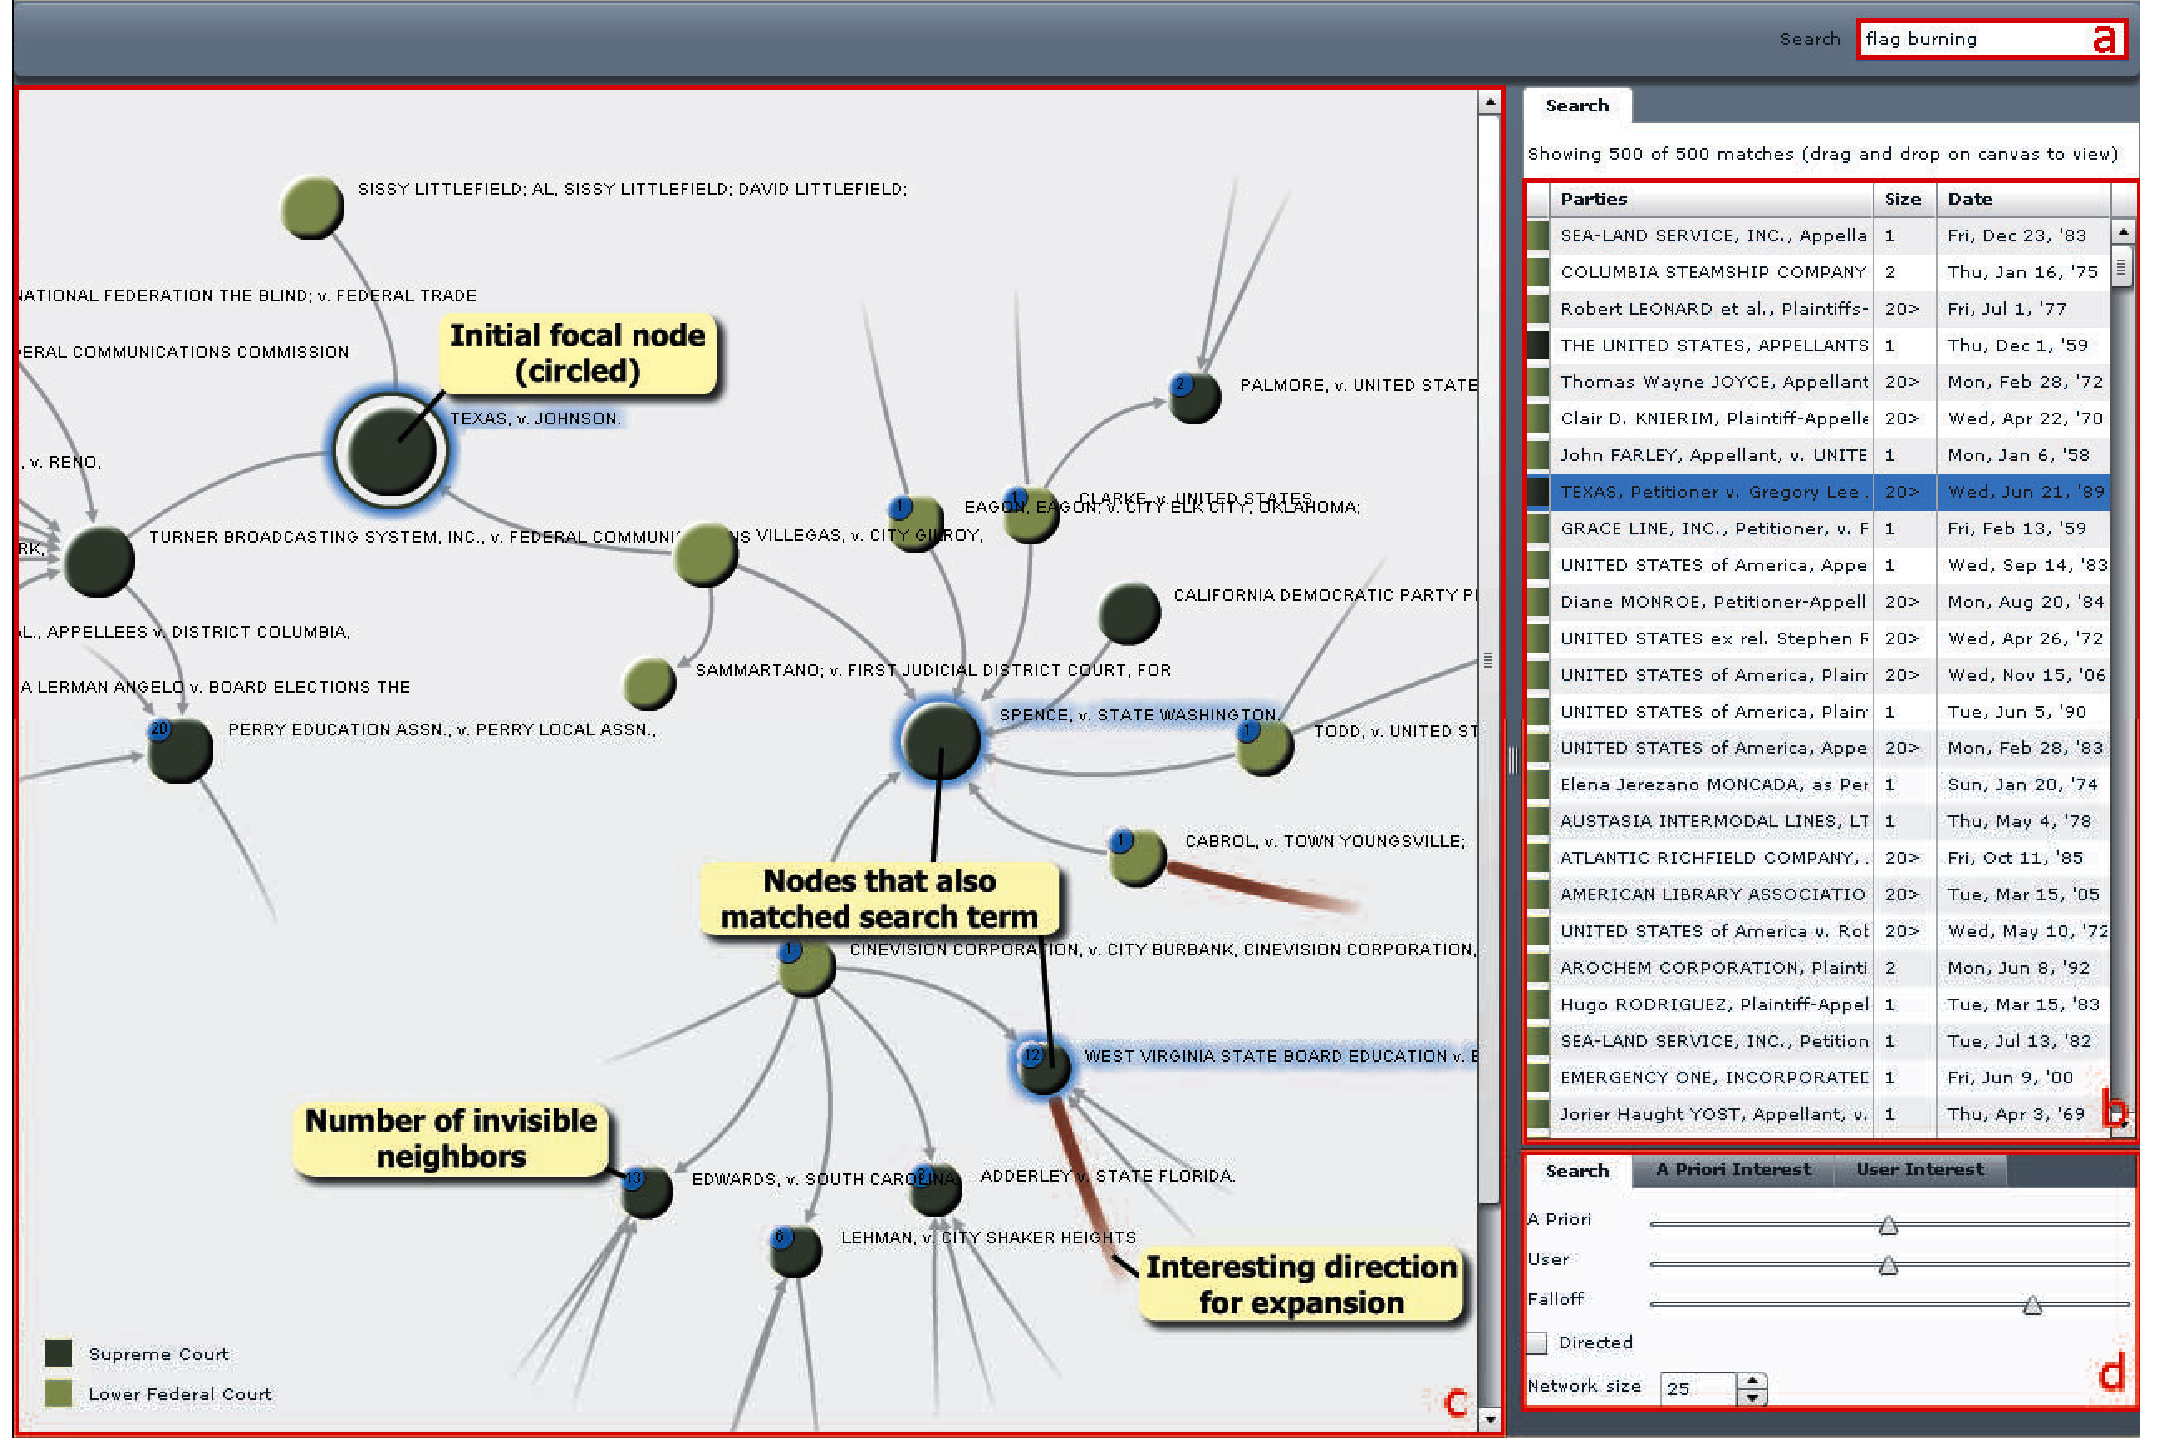 Search
flag burning
a
Search
Showing 500 of 500 matches (drag and drop on canvas to view)
Parties Size Date
SEA-LAND SERVICE, INC., Appella 1 Fri, Dec 23, '83
COLUMBIA STEAMSHIP COMPANY 2 Thu, Jan 16, '75
Robert LEONARD et al., Plaintiffs- 20> Fri, Jul 1, '77
THE UNITED STATES, APPELLANTS 1 Thu, Dec 1, '59
Thomas Wayne JOYCE, Appellant 20> Mon, Feb 28, '72
Clair D. KNIERIM, Plaintiff-Appelle 20> Wed, Apr 22, '70
John FARLEY, Appellant, v. UNITE 1 Mon, Jan 6, '58
TEXAS, Petitioner v. Gregory Lee . 20> Wed, Jun 21, '89
GRACE LINE, INC., Petitioner, v. F 1 Fri, Feb 13, '59
UNITED STATES of America, Appe 1 Wed, Sep 14, '83
Diane MONROE, Petitioner-Appell 20> Mon, Aug 20, '84
UNITED STATES ex rel. Stephen F 20> Wed, Apr 26, '72
UNITED STATES of America, Plain 20> Wed, Nov 15, '06
UNITED STATES of America, Plain 1 Tue, Jun 5, '90
UNITED STATES of America, Appe 20> Mon, Feb 28, '83
Elena Jerezano MONCADA, as Per 1 Sun, Jan 20, '74
AUSTASIA INTERMODAL LINES, LT 1 Thu, May 4, '78
ATLANTIC RICHFIELD COMPANY, . 20> Fri, Oct 11, '85
AMERICAN LIBRARY ASSOCIATIO 20> Tue, Mar 15, '05
UNITED STATES of America v. Rob 20> Wed, May 10, '72
AROCHEM CORPORATION, Plainti 2 Mon, Jun 8, '92
Hugo RODRIGUEZ, Plaintiff-Appel 1 Tue, Mar 15, '83
SEA-LAND SERVICE, INC., Petition 1 Tue, Jul 13, '82
EMERGENCY ONE, INCORPORATED 1 Fri, Jun 9, '00
Jorier Haught YOST, Appellant, v. 1 Thu, Apr 3, '69
b
Search A Priori Interest User Interest
A Priori
User
Falloff
Directed
Network size 25
d
SISSY LITTLEFIELD; AL, SISSY LITTLEFIELD; DAVID LITTLEFIELD;
NATIONAL FEDERATION THE BLIND; v. FEDERAL TRADE
Initial focal node
(circled)
ERAL COMMUNICATIONS COMMISSION
2
PALMORE, v. UNITED STATE
TEXAS, v. JOHNSON.
, v. RENO,
1
1
CLARKE, v. UNITED STATES,
EAGON, EAGON; v. CITY ELK CITY, OKLAHOMA;
RK,
TURNER BROADCASTING SYSTEM, INC., v. FEDERAL COMMUNI
S VILLEGAS, v. CITY GILROY,
CALIFORNIA DEMOCRATIC PARTY
L., APPELLEES v. DISTRICT COLUMBIA,
SAMMARTANO; v. FIRST JUDICIAL DISTRICT COURT, FOR
A LERMAN ANGELO v. BOARD ELECTIONS THE
SPENCE, v. STATE WASHINGTON.
20
PERRY EDUCATION ASSN., v. PERRY LOCAL ASSN.,
1
TODD, v. UNITED ST
1
CABROL, v. TOWN YOUNGSVILLE;
Nodes that also
matched search term
1
CINEVISION CORPORATION, v. CITY BURBANK, CINEVISION CORPORATION,
12
WEST VIRGINIA STATE BOARD EDUCATION v.
Number of invisible
neighbors
13
EDWARDS, v. SOUTH CAROLINA.
ADDERLEY v. STATE FLORIDA.
6
LEHMAN, v. CITY SHAKER HEIGHTS
Interesting direction
for expansion
Supreme Court
Lower Federal Court
c